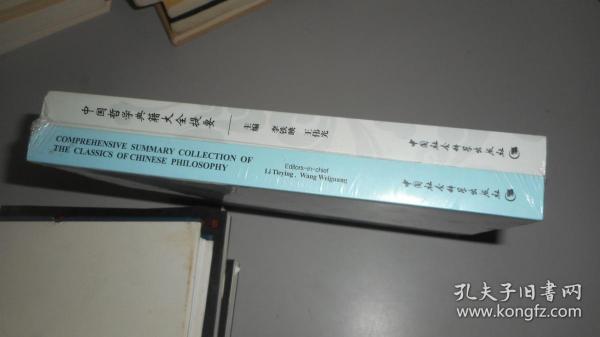 中国哲学典籍大全提要
主编 李铁映 王伟光
中国社会科学出版社
COMPREHENSIVE SUMMARY COLLECTION OF
THE CLASSICS OF CHINESE PHILOSOPHY
Editors-in-chief
Li Tieying, Wang Weiguang
中国社会科学出版社
孔夫子旧书网
www.kongfz.com